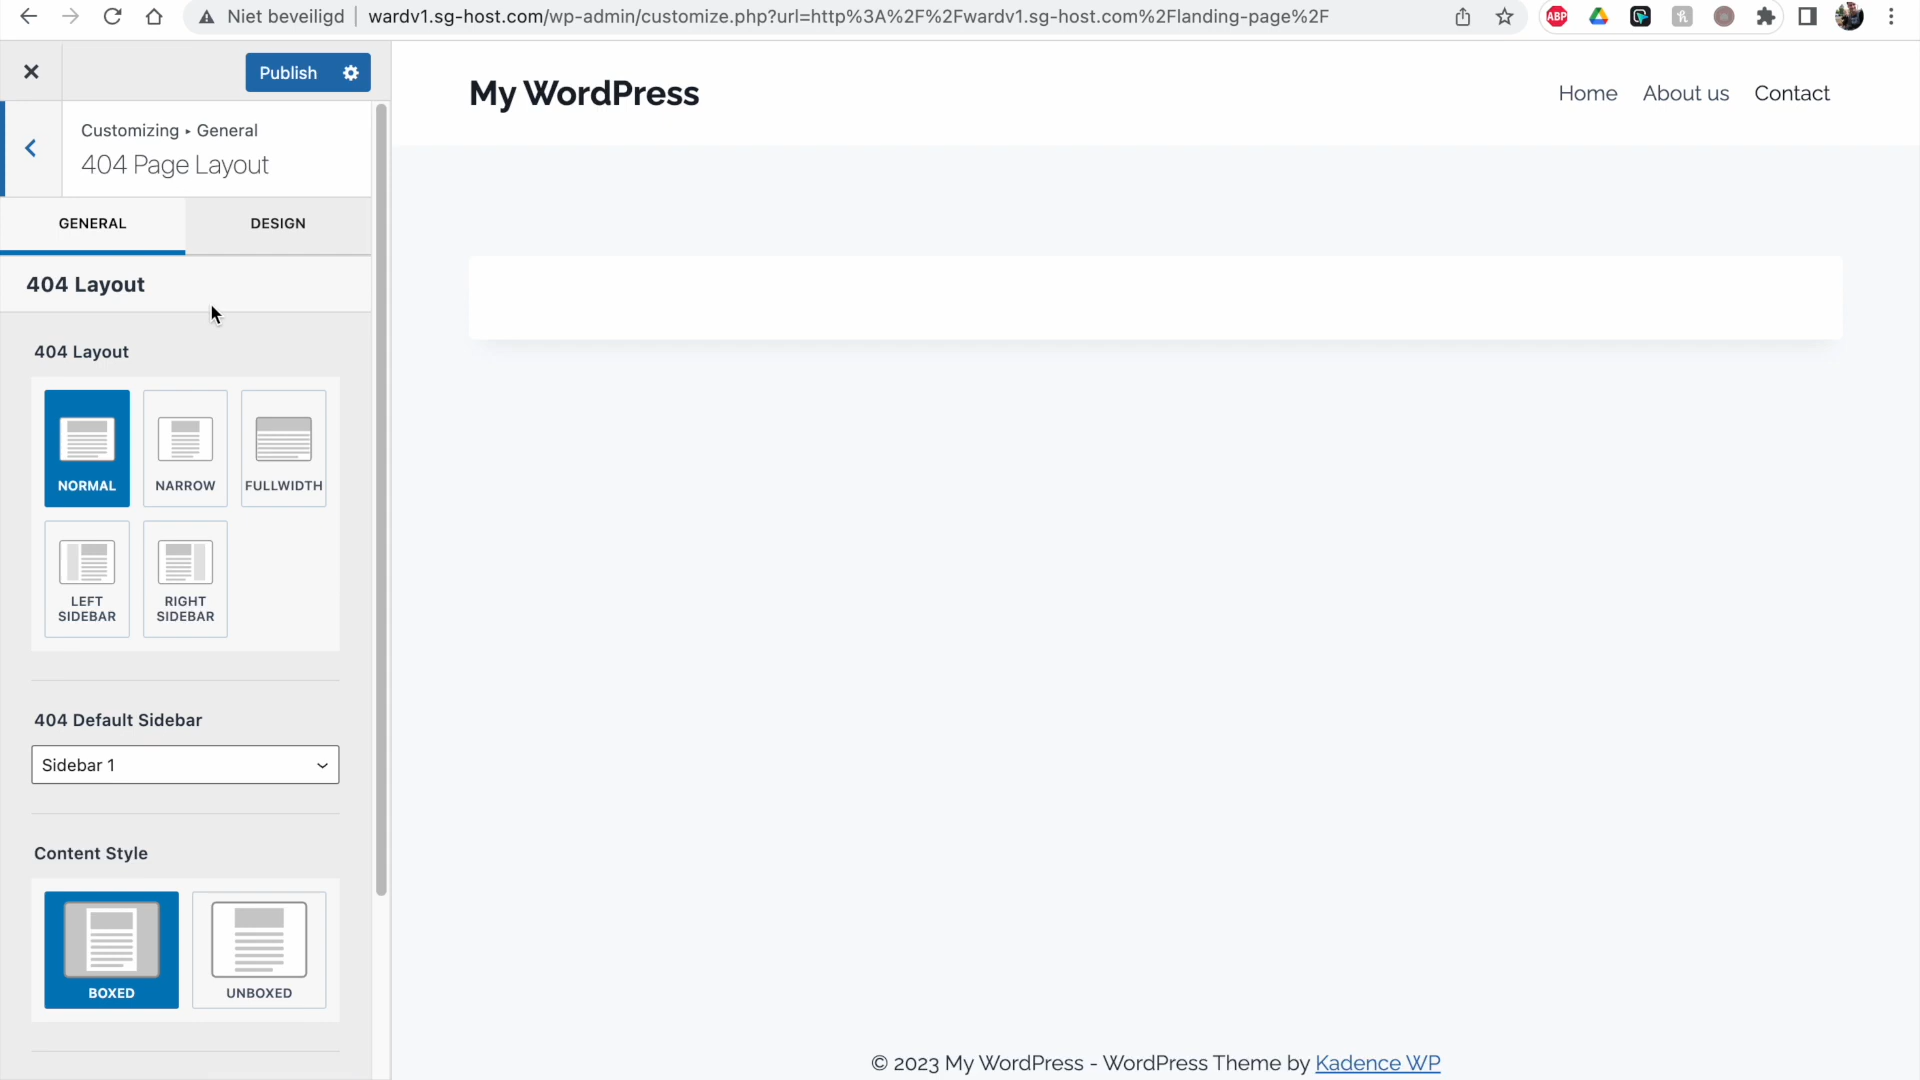 Niet beveiligd
wardv1.sg-host.com/wp-admin/customize.php?url=http%3A%2F%2Fwardv1.sg-host.com%2Flanding-page%2F
ABP
Publish
Customizing ▸ General
404 Page Layout
GENERAL
DESIGN
404 Layout
404 Layout
NORMAL
NARROW
FULLWIDTH
LEFT
SIDEBAR
RIGHT
SIDEBAR
404 Default Sidebar
Sidebar 1
Content Style
BOXED
UNBOXED
My WordPress
Home
About us
Contact
© 2023 My WordPress - WordPress Theme by Kadence WP